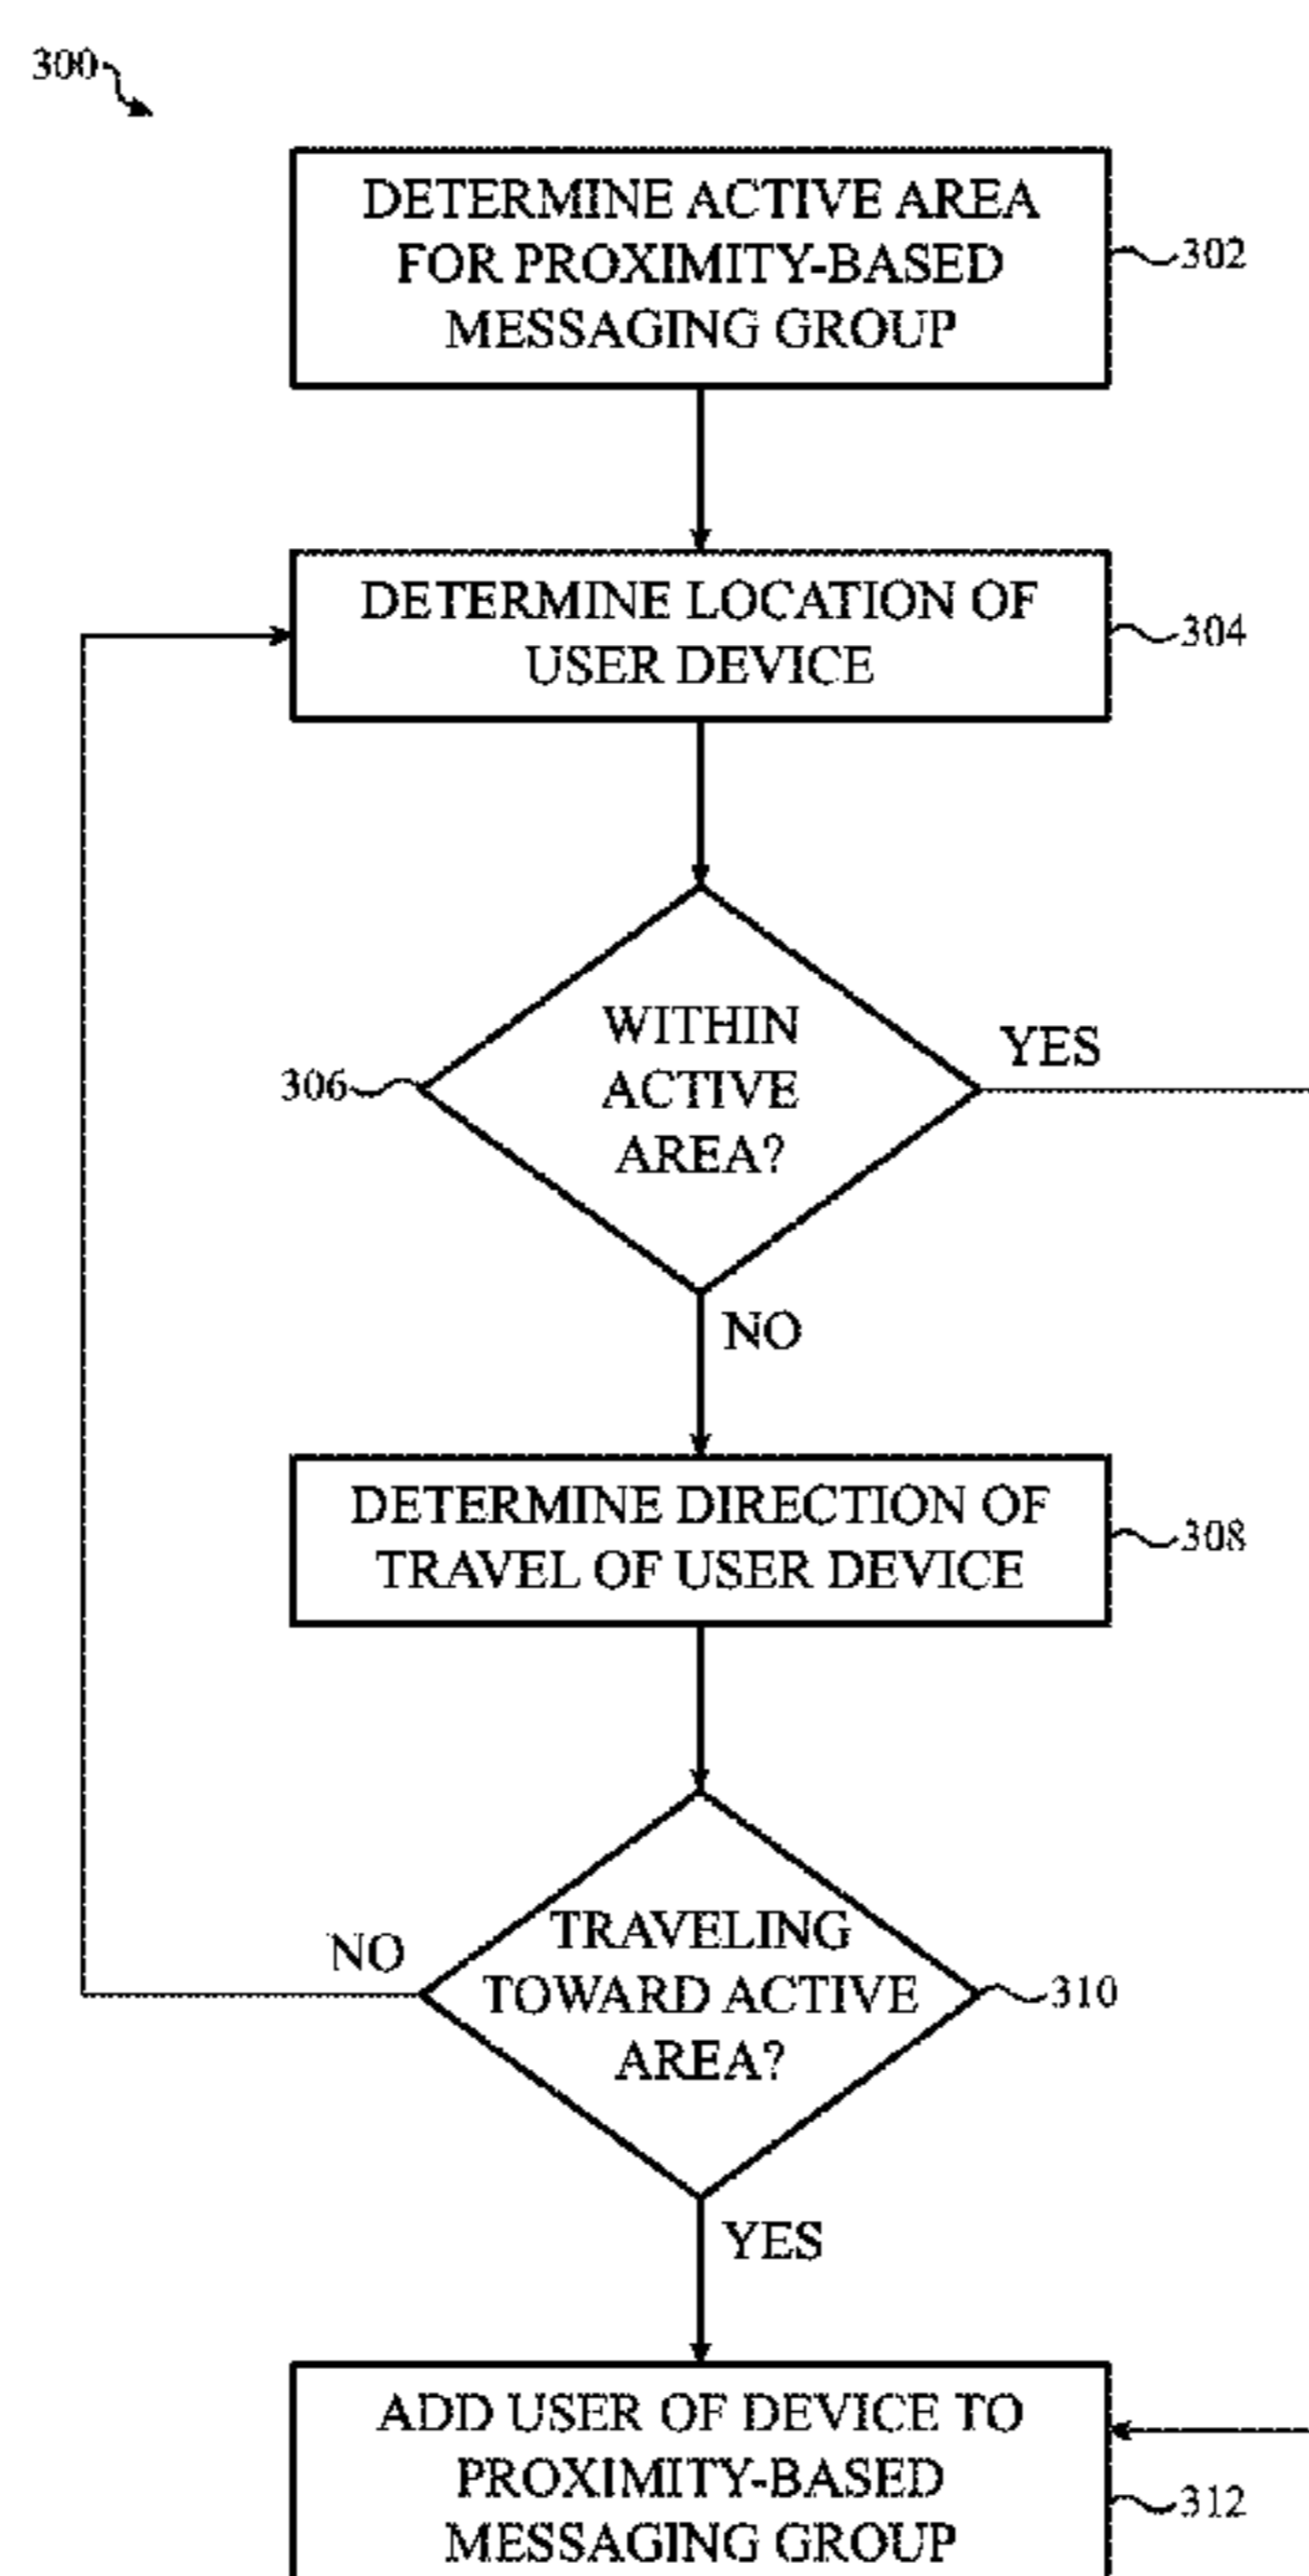 300
DETERMINE ACTIVE AREA
FOR PROXIMITY-BASED
MESSAGING GROUP
302
DETERMINE LOCATION OF
USER DEVICE
304
WITHIN
ACTIVE
AREA?
306
YES
NO
DETERMINE DIRECTION OF
TRAVEL OF USER DEVICE
308
TRAVELING
TOWARD ACTIVE
AREA?
NO
310
YES
ADD USER OF DEVICE TO
PROXIMITY-BASED
MESSAGING GROUP
312